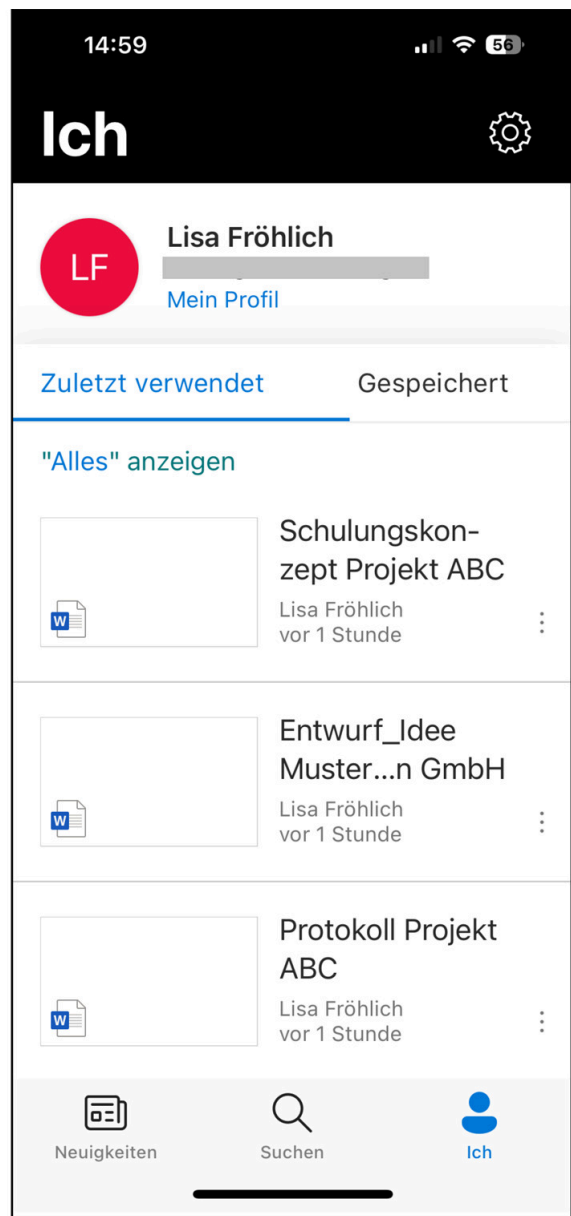 14:59
56
Ich
LF
Lisa Fröhlich
Mein Profil
Zuletzt verwendet
Gespeichert
"Alles" anzeigen
Schulungskon-
zept Projekt ABC
Lisa Fröhlich
vor 1 Stunde
W
Entwurf_Idee
Muster...n GmbH
Lisa Fröhlich
vor 1 Stunde
W
Protokoll Projekt
ABC
Lisa Fröhlich
vor 1 Stunde
W
Neuigkeiten
Suchen
Ich